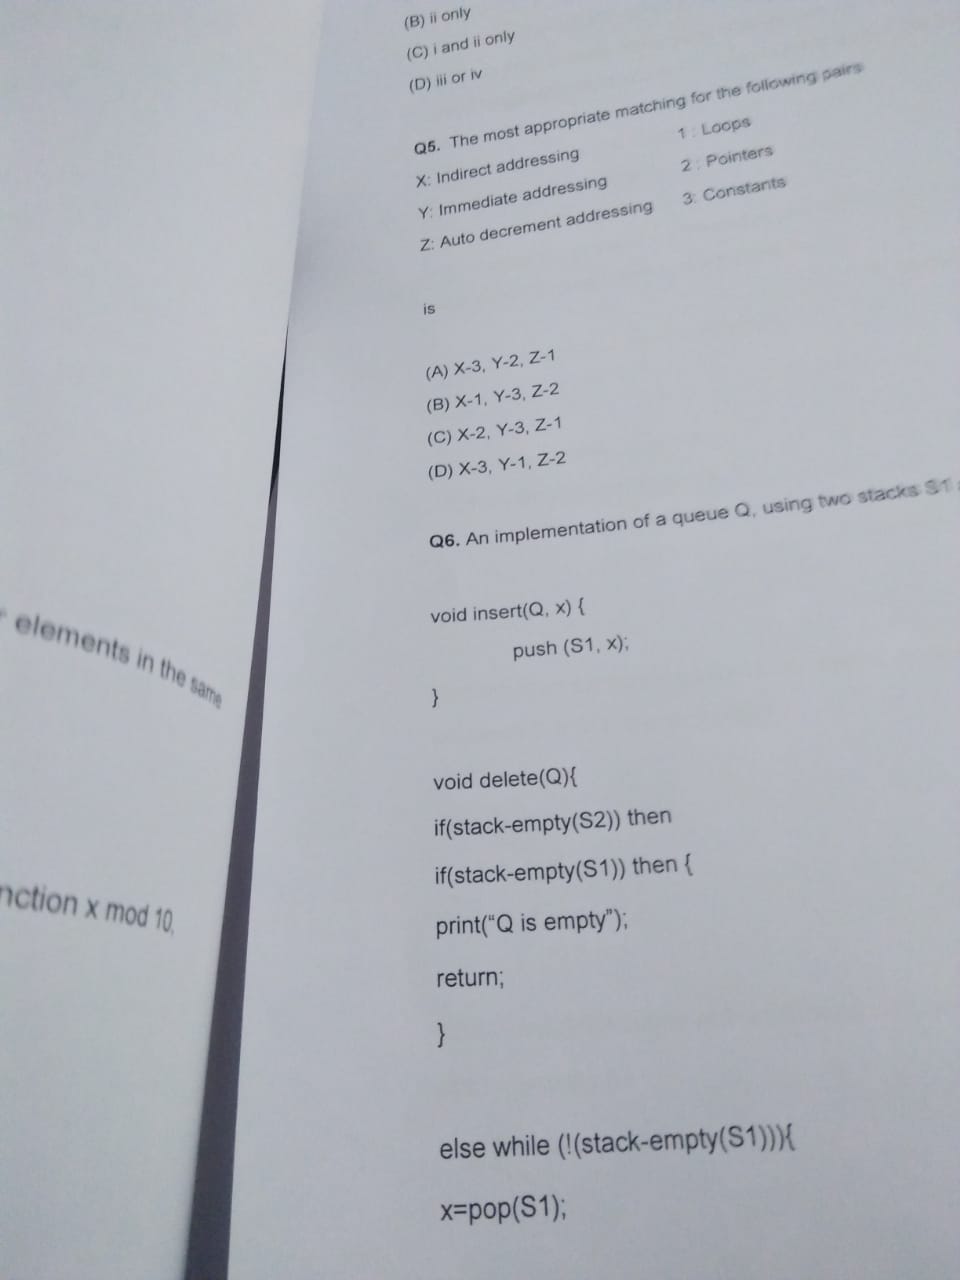 (B) ii only
(C) i and ii only
(D) iii or iv
Q5. The most appropriate matching for the following pairs
X: Indirect addressing 1 : Loops
Y: Immediate addressing 2 : Pointers
Z: Auto decrement addressing 3: Constants
is
(A) X-3, Y-2, Z-1
(B) X-1, Y-3, Z-2
(C) X-2, Y-3, Z-1
(D) X-3, Y-1, Z-2
Q6. An implementation of a queue Q, using two stacks S1
void insert(Q, x) {
push (S1, x);
}
void delete(Q){
if(stack-empty(S2)) then
if(stack-empty(S1)) then {
print(“Q is empty”);
return;
}
else while (!(stack-empty(S1))){
x=pop(S1);
elements in the same
nction x mod 10,